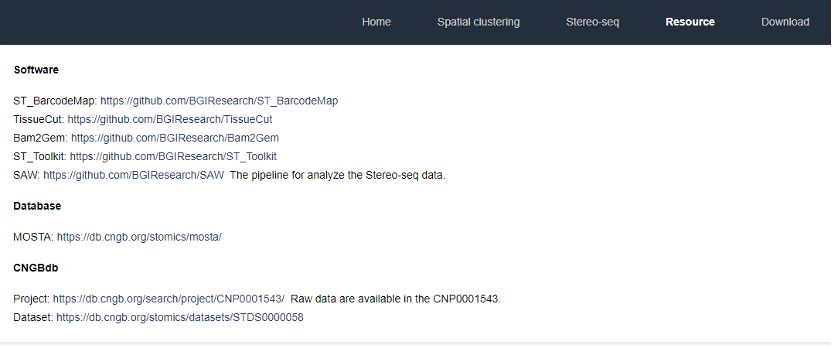 Home Spatial clustering Stereo-seq Resource Download
Software
ST_BarcodeMap: https://github.com/BGIResearch/ST_BarcodeMap
TissueCut: https://github.com/BGIResearch/TissueCut
Bam2Gem: https://github.com/BGIResearch/Bam2Gem
ST_Toolkit: https://github.com/BGIResearch/ST_Toolkit
SAW: https://github.com/BGIResearch/SAW The pipeline for analyze the Stereo-seq data.
Database
MOSTA: https://db.cngb.org/stomics/mosta/
CNGBdb
Project: https://db.cngb.org/search/project/CNP0001543/ Raw data are available in the CNP0001543.
Dataset: https://db.cngb.org/stomics/datasets/STDS0000058